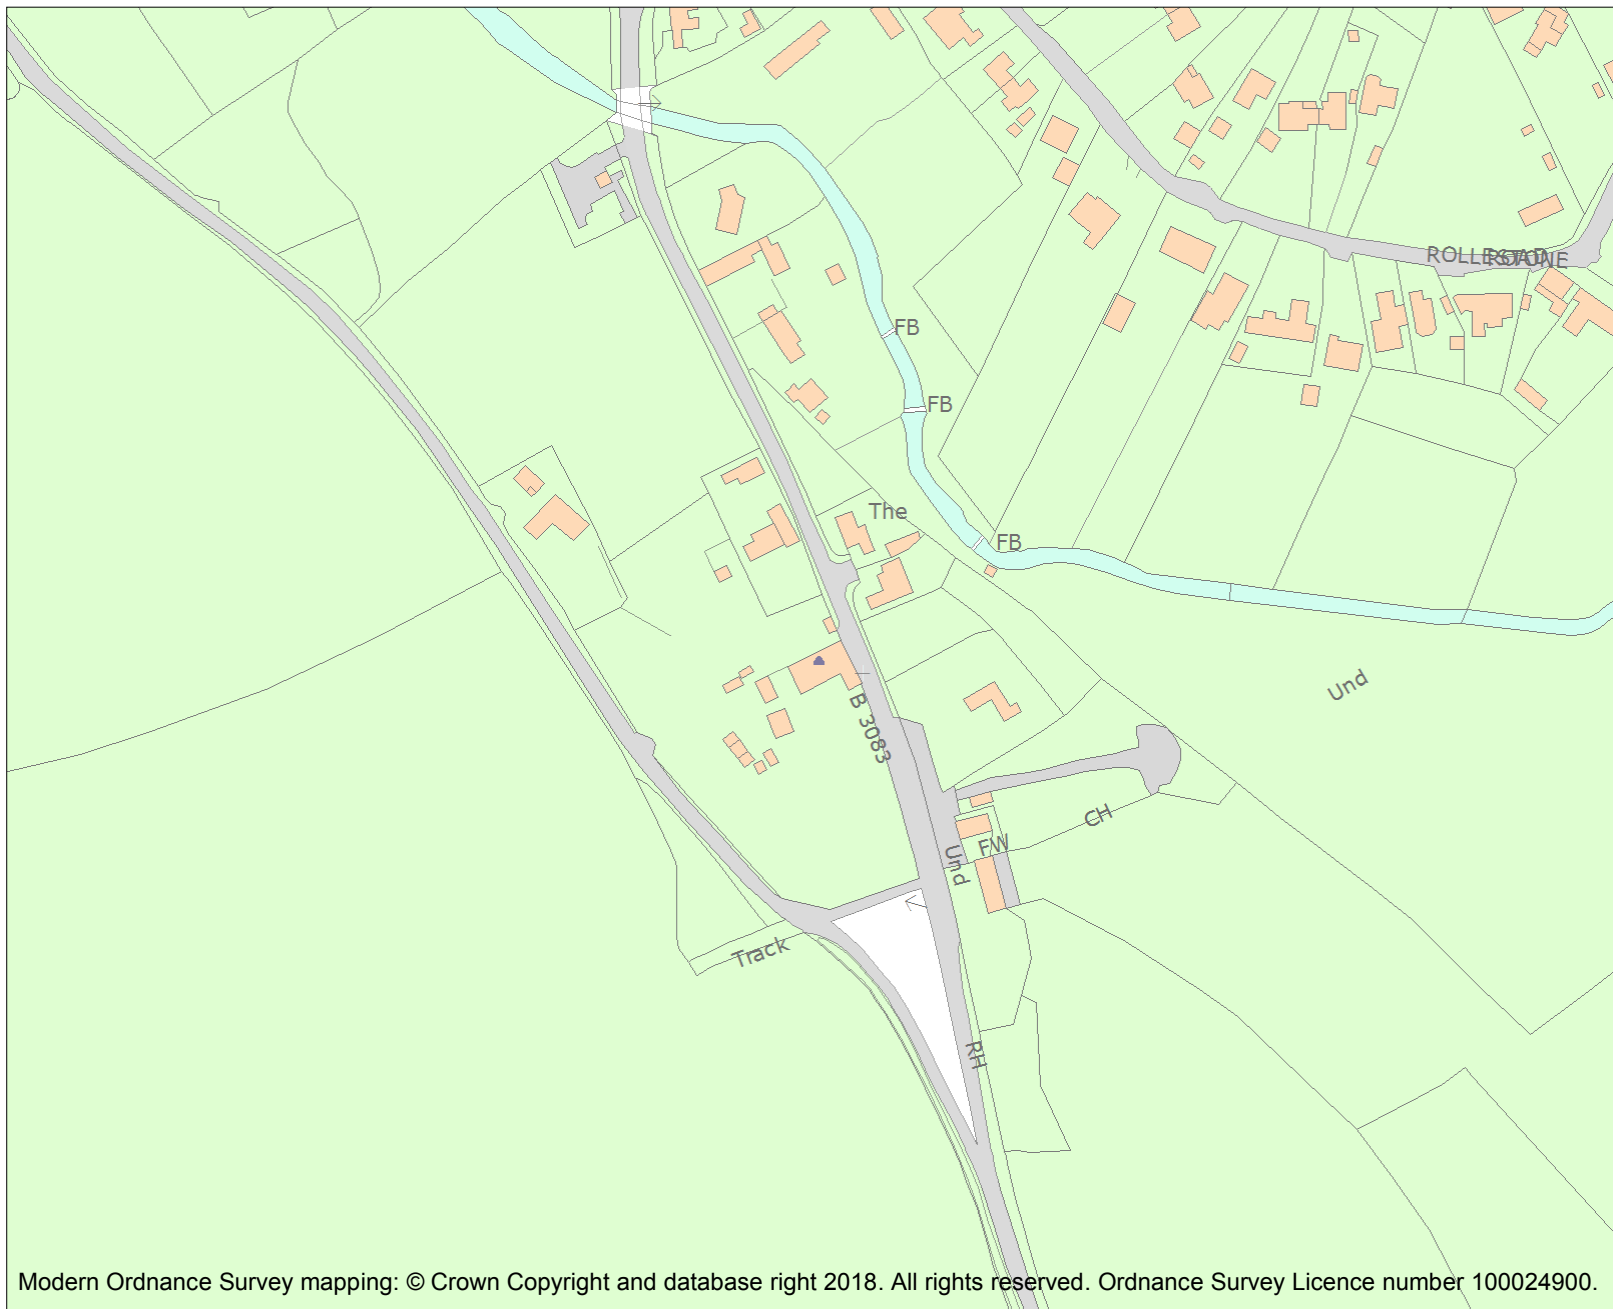 ROLLESTONE
ROAD
FB
FB
The
FB
Und
B 3083
CH
FW
Und
Track
RH
Modern Ordnance Survey mapping: © Crown Copyright and database right 2018. All rights reserved. Ordnance Survey Licence number 100024900.